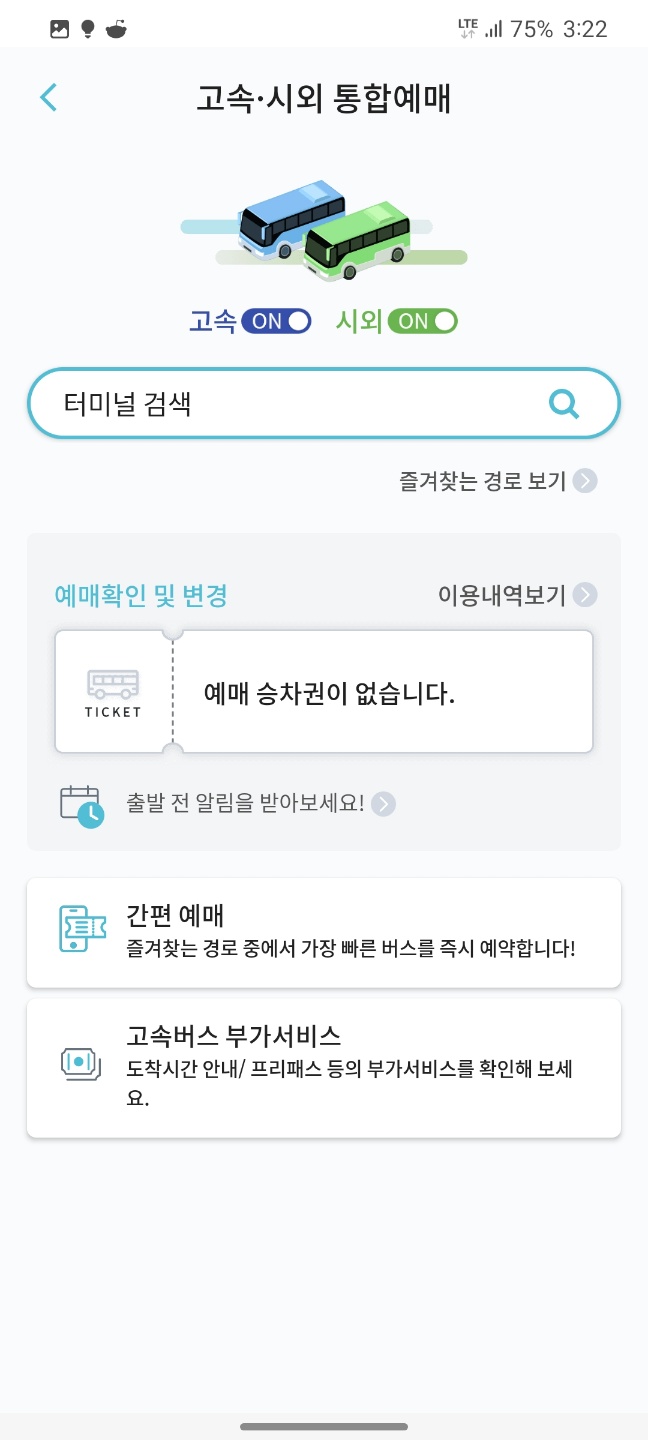 LTE 75% 3:22
고속·시외 통합예매
고속 ON 시외 ON
터미널 검색
즐겨찾는 경로 보기
예매확인 및 변경 이용내역보기
TICKET 예매 승차권이 없습니다.
출발 전 알림을 받아보세요!
간편 예매
즐겨찾는 경로 중에서 가장 빠른 버스를 즉시 예약합니다!
고속버스 부가서비스
도착시간 안내/ 프리패스 등의 부가서비스를 확인해 보세
요.